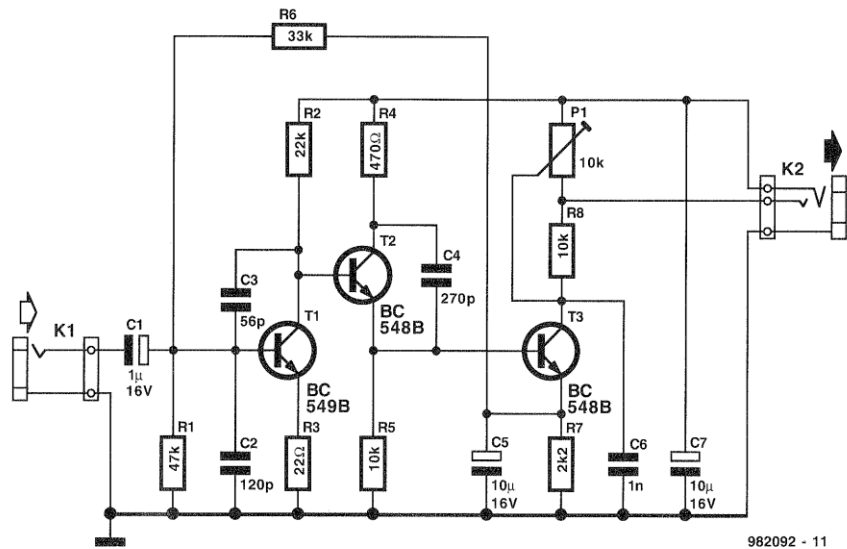 R6
33k
R2
22k
R4
470Ω
P1
10k
K2
R8
10k
T2
C4
270p
BC
548B
C3
56p
T1
BC
549B
T3
BC
548B
K1
C1
1µ
16V
R1
47k
C2
120p
R3
22Ω
R5
10k
C5
10µ
16V
R7
2k2
C6
1n
C7
10µ
16V
982092 - 11